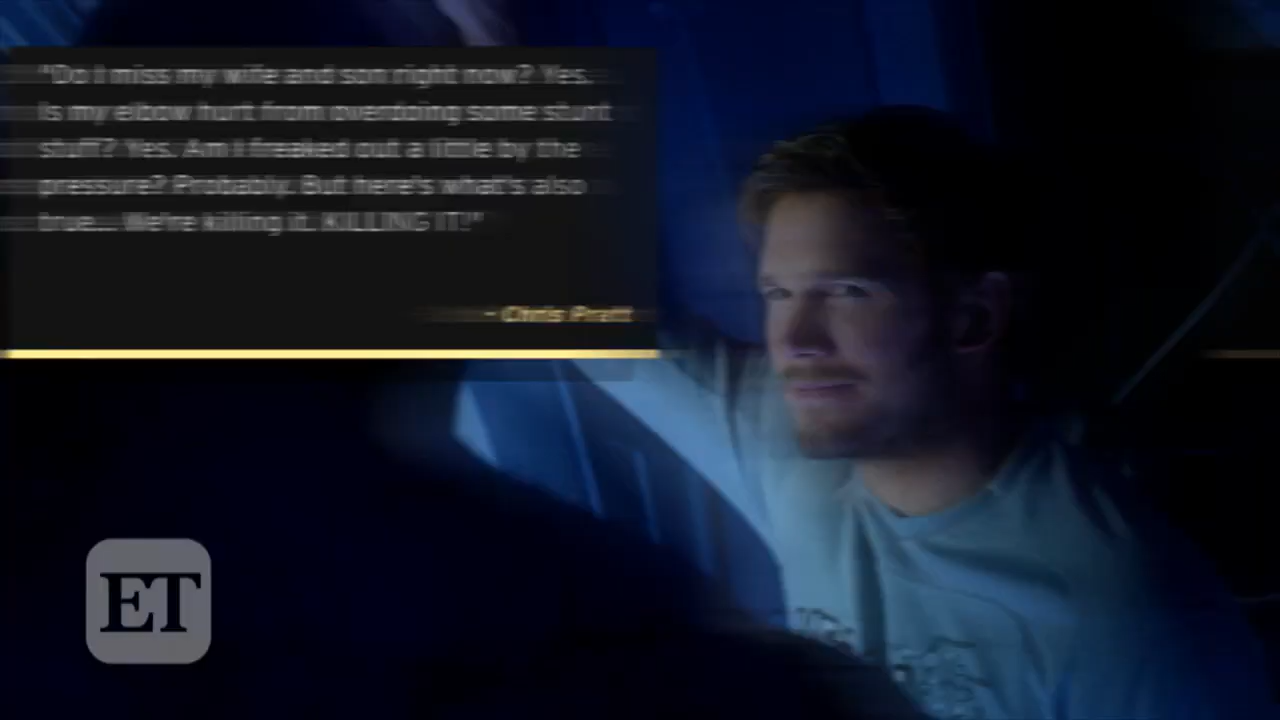 "Do I miss my wife and son right now? Yes.
Is my elbow hurt from overdoing some stunt
stuff? Yes. Am I freaked out a little by the
pressure? Probably. But here's what's also
true... We're killing it. KILLING IT!"
- Chris Pratt
ET